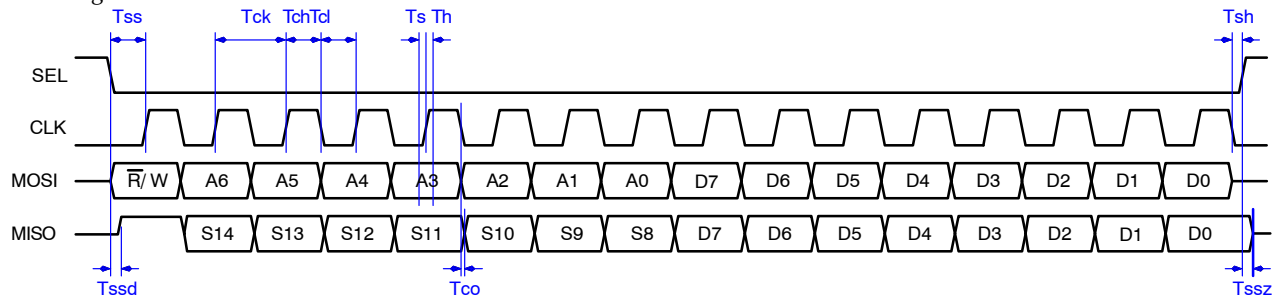 Tss Tck TchTcl Ts Th Tsh
SEL
CLK
MOSI R/ W A6 A5 A4 A3 A2 A1 A0 D7 D6 D5 D4 D3 D2 D1 D0
MISO S14 S13 S12 S11 S10 S9 S8 D7 D6 D5 D4 D3 D2 D1 D0
Tssd Tco Tssz